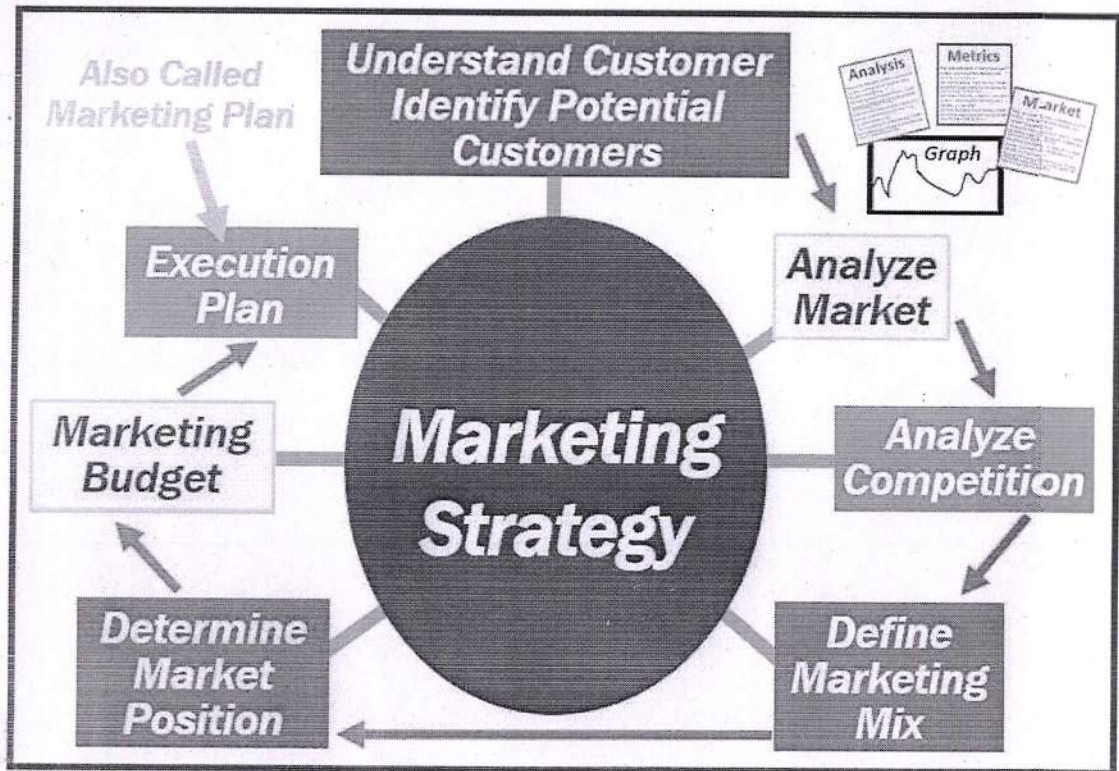 Also Called
Marketing Plan
Understand Customer
Identify Potential
Customers
Analysis
Metrics
Market
Graph
Execution
Plan
Analyze
Market
Marketing
Budget
Marketing
Strategy
Analyze
Competition
Determine
Market
Position
Define
Marketing
Mix